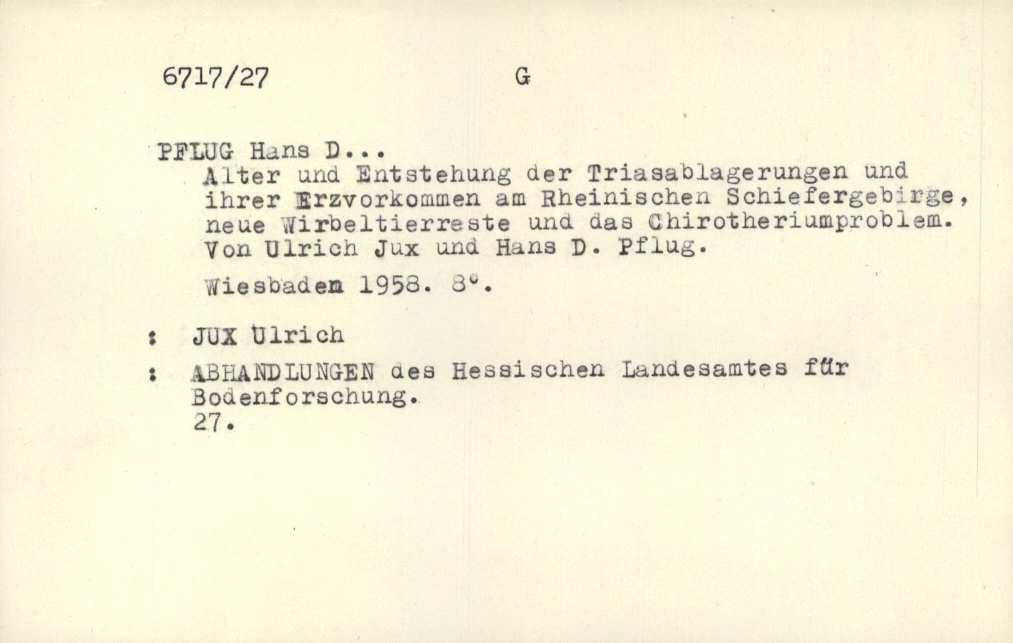 6717/27 G
PFLUG Hans D...
Alter und Entstehung der Triasablagerungen und
ihrer Erzvorkommen am Rheinischen Schiefergebirge,
neue Wirbeltierreste und das Chirotheriumproblem.
Von Ulrich Jux und Hans D. Pflug.
Wiesbaden 1958. 8°.
: JUX Ulrich
: ABHANDLUNGEN des Hessischen Landesamtes für
Bodenforschung.
27.